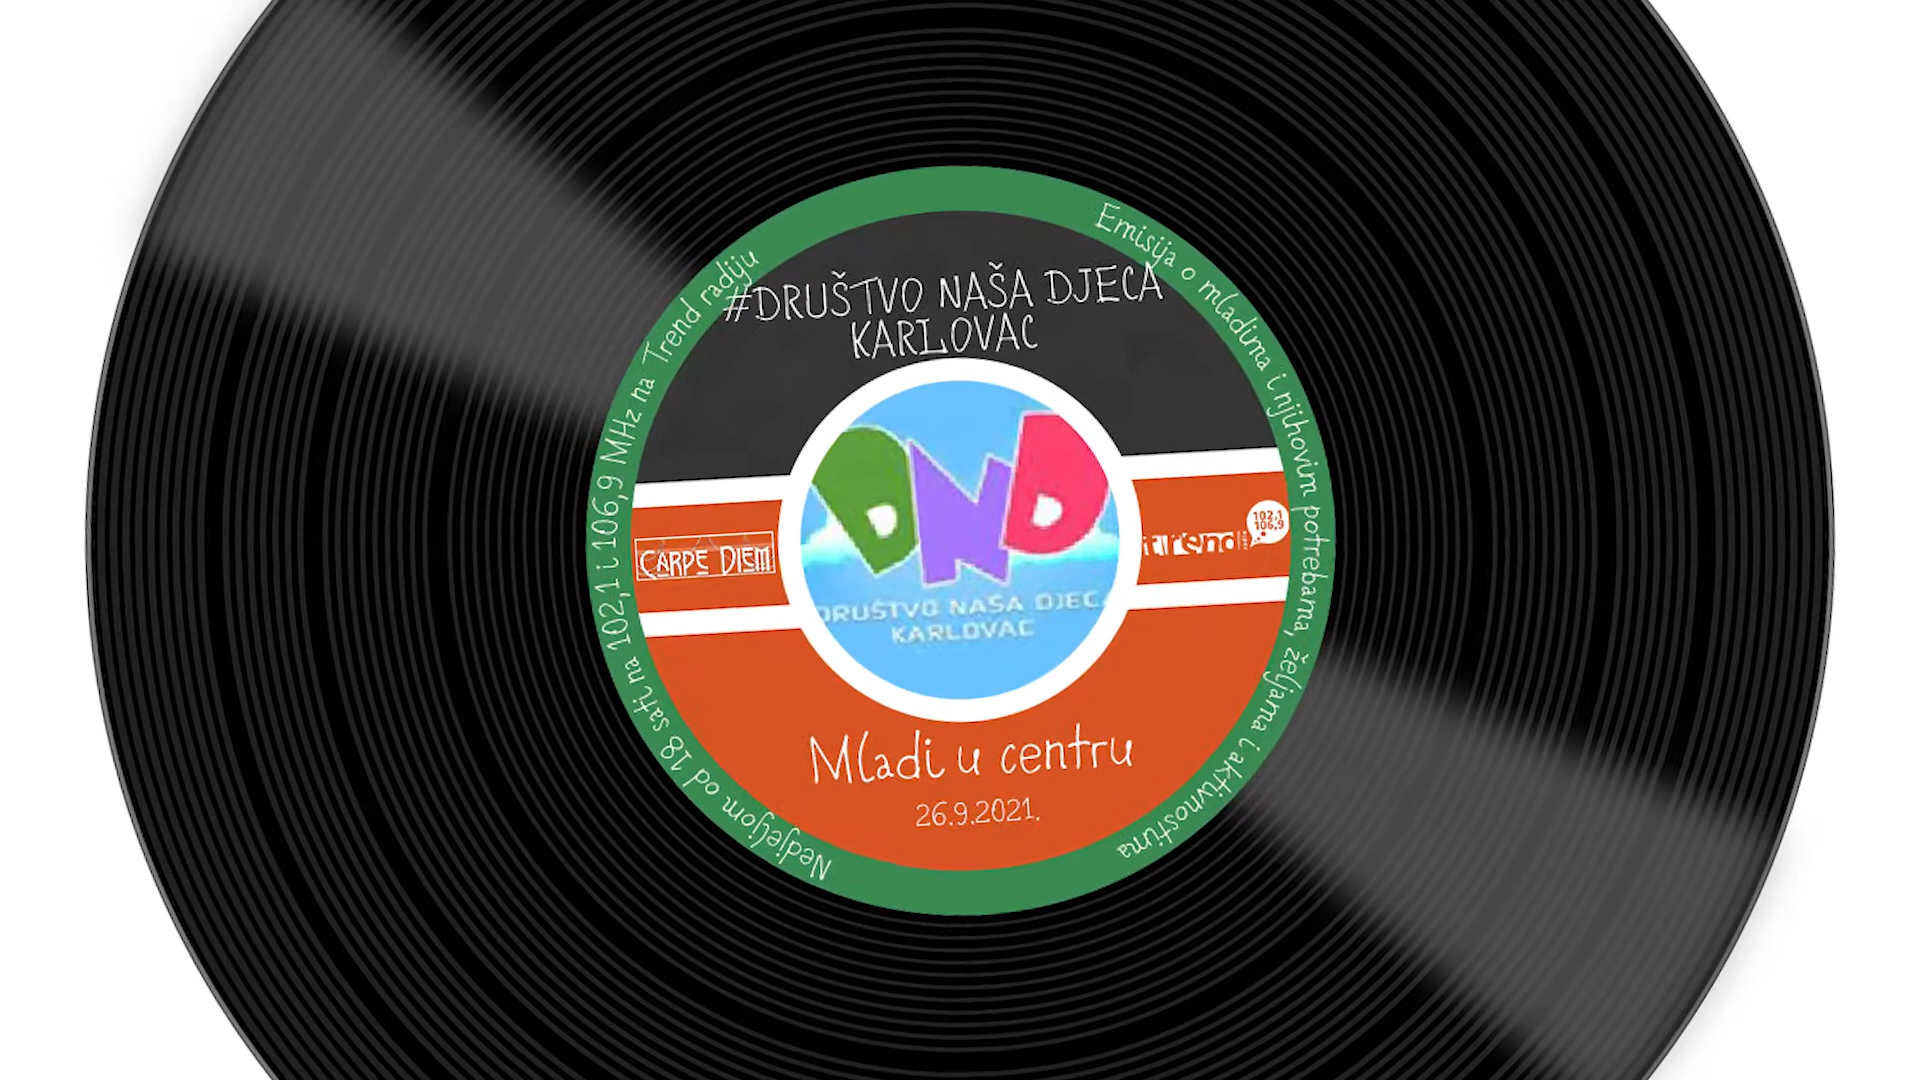 #DRUŠTVO NAŠA DJECA
KARLOVAC
Nedjeljom od 18 sati na 102,1 i 106,9 MHz na Trend radiju
Emisija o mladima i njihovim potrebama, željama i aktivnostima
CARPE DIEM
DND
DRUŠTVO NAŠA DJECA
KARLOVAC
102,1
106,9
trend
Mladi u centru
26.9.2021.